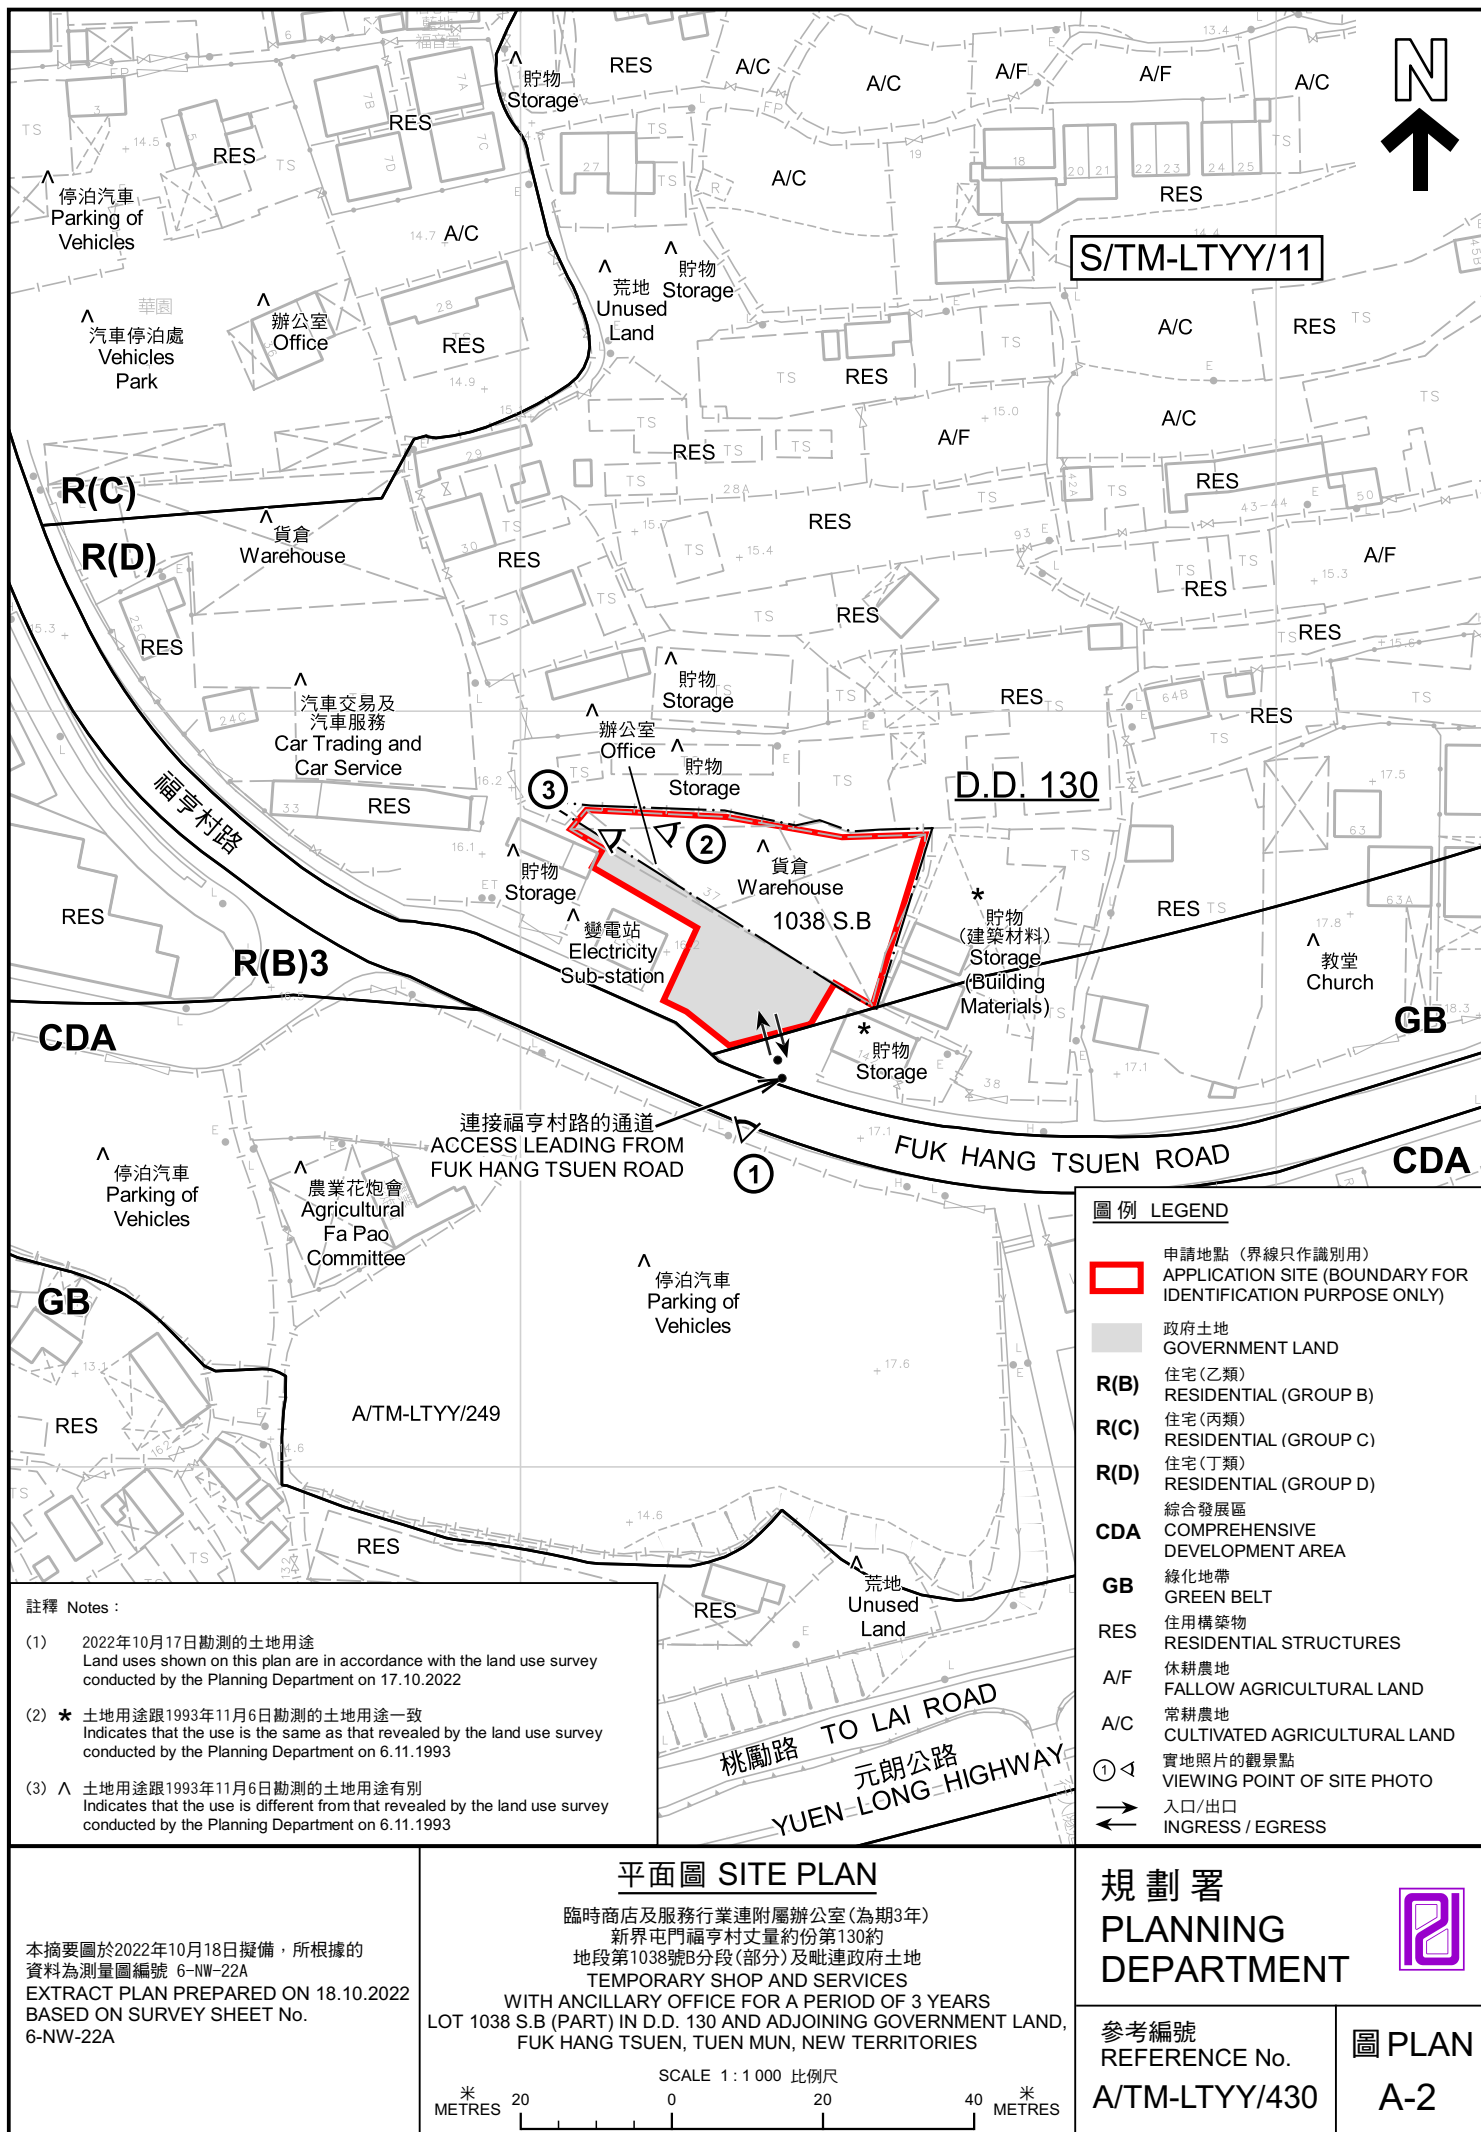 貯物
Storage
RES
A/C
A/C
A/F
A/F
A/C
N
RES
RES
停泊汽車
Parking of
Vehicles
A/C
A/C
RES
S/TM-LTYY/11
貯物
Storage
荒地
Unused
Land
華園
汽車停泊處
Vehicles
Park
辦公室
Office
RES
A/C
RES
RES
A/C
A/F
RES
RES
R(C)
R(D)
貨倉
Warehouse
RES
RES
A/F
RES
RES
RES
RES
貯物
Storage
RES
RES
汽車交易及
汽車服務
Car Trading and
Car Service
辦公室
Office
貯物
Storage
D.D. 130
RES
福亨村路
3
2
貯物
Storage
貨倉
Warehouse
1038 S.B
變電站
Electricity
Sub-station
貯物
(建築材料)
Storage
(Building
Materials)
RES
RES
教堂
Church
R(B)3
CDA
GB
貯物
Storage
連接福亨村路的通道
ACCESS LEADING FROM
FUK HANG TSUEN ROAD
1
FUK HANG TSUEN ROAD
CDA
停泊汽車
Parking of
Vehicles
農業花炮會
Agricultural
Fa Pao
Committee
停泊汽車
Parking of
Vehicles
GB
A/TM-LTYY/249
RES
RES
RES
荒地
Unused
Land
桃勵路 TO LAI ROAD
元朗公路
YUEN LONG HIGHWAY
圖例 LEGEND
申請地點 (界線只作識別用)
APPLICATION SITE (BOUNDARY FOR
IDENTIFICATION PURPOSE ONLY)
政府土地
GOVERNMENT LAND
R(B) 住宅(乙類)
RESIDENTIAL (GROUP B)
R(C) 住宅(丙類)
RESIDENTIAL (GROUP C)
R(D) 住宅(丁類)
RESIDENTIAL (GROUP D)
CDA 綜合發展區
COMPREHENSIVE
DEVELOPMENT AREA
GB 綠化地帶
GREEN BELT
RES 住用構築物
RESIDENTIAL STRUCTURES
A/F 休耕農地
FALLOW AGRICULTURAL LAND
A/C 常耕農地
CULTIVATED AGRICULTURAL LAND
1 實地照片的觀景點
VIEWING POINT OF SITE PHOTO
入口/出口
INGRESS / EGRESS
註釋 Notes :
(1) 2022年10月17日勘測的土地用途
Land uses shown on this plan are in accordance with the land use survey
conducted by the Planning Department on 17.10.2022
(2) * 土地用途跟1993年11月6日勘測的土地用途一致
Indicates that the use is the same as that revealed by the land use survey
conducted by the Planning Department on 6.11.1993
(3) ∧ 土地用途跟1993年11月6日勘測的土地用途有別
Indicates that the use is different from that revealed by the land use survey
conducted by the Planning Department on 6.11.1993
本摘要圖於2022年10月18日擬備，所根據的
資料為測量圖編號 6-NW-22A
EXTRACT PLAN PREPARED ON 18.10.2022
BASED ON SURVEY SHEET No.
6-NW-22A
平面圖 SITE PLAN
臨時商店及服務行業連附屬辦公室(為期3年)
新界屯門福亨村丈量約份第130約
地段第1038號B分段(部分)及毗連政府土地
TEMPORARY SHOP AND SERVICES
WITH ANCILLARY OFFICE FOR A PERIOD OF 3 YEARS
LOT 1038 S.B (PART) IN D.D. 130 AND ADJOINING GOVERNMENT LAND,
FUK HANG TSUEN, TUEN MUN, NEW TERRITORIES
SCALE 1 : 1 000 比例尺
米 METRES 20 0 20 40 米 METRES
規劃署
PLANNING
DEPARTMENT
參考編號
REFERENCE No.
A/TM-LTYY/430
圖 PLAN
A-2